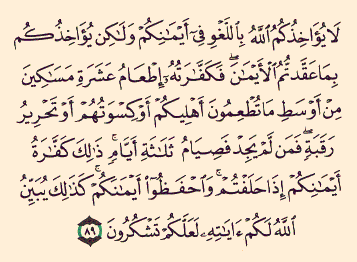 لَا يُؤَاخِذُكُمُ ٱللَّهُ بِٱللَّغْوِ فِىٓ أَيْمَـٰنِكُمْ وَلَـٰكِن يُؤَاخِذُكُم
بِمَا عَقَّدتُّمُ ٱلْأَيْمَـٰنَ ۖ فَكَفَّـٰرَتُهُۥٓ إِطْعَامُ عَشَرَةِ مَسَـٰكِينَ
مِنْ أَوْسَطِ مَا تُطْعِمُونَ أَهْلِيكُمْ أَوْ كِسْوَتُهُمْ أَوْ تَحْرِيرُ
رَقَبَةٍ ۖ فَمَن لَّمْ يَجِدْ فَصِيَامُ ثَلَـٰثَةِ أَيَّامٍ ۚ ذَٰلِكَ كَفَّـٰرَةُ
أَيْمَـٰنِكُمْ إِذَا حَلَفْتُمْ ۚ وَٱحْفَظُوٓا۟ أَيْمَـٰنَكُمْ ۚ كَذَٰلِكَ يُبَيِّنُ
ٱللَّهُ لَكُمْ ءَايَـٰتِهِۦ لَعَلَّكُمْ تَشْكُرُونَ ٨٩